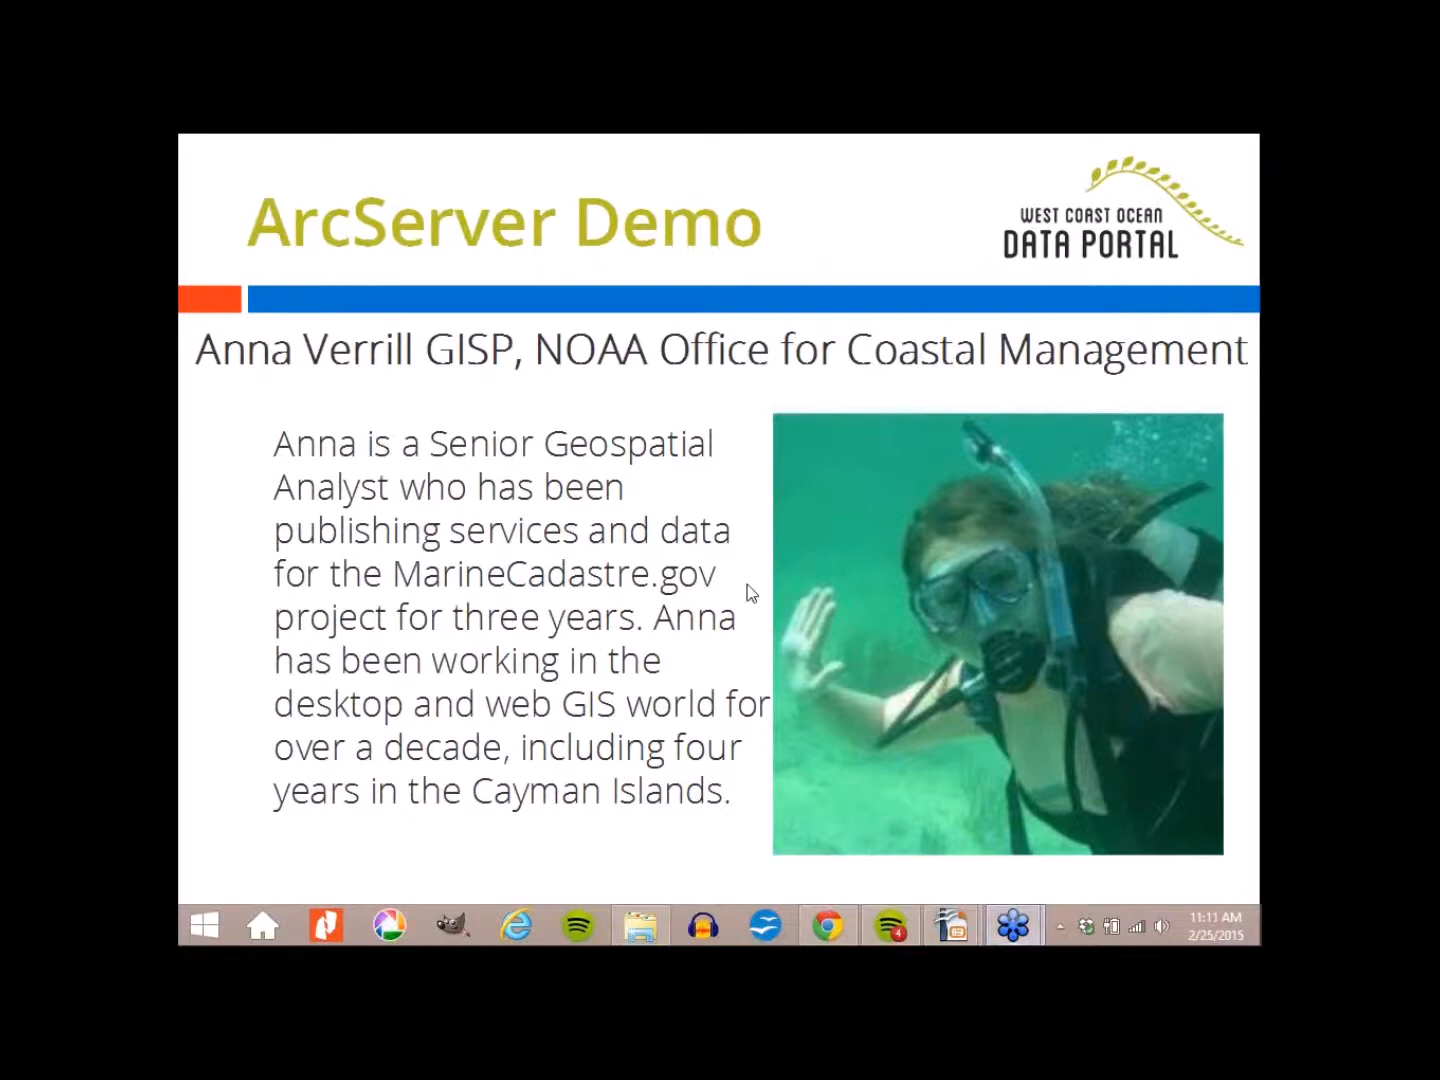 ArcServer Demo
WEST COAST OCEAN
DATA PORTAL
Anna Verrill GISP, NOAA Office for Coastal Management
Anna is a Senior Geospatial
Analyst who has been
publishing services and data
for the MarineCadastre.gov
project for three years. Anna
has been working in the
desktop and web GIS world for
over a decade, including four
years in the Cayman Islands.
4
11:11 AM
2/25/2015